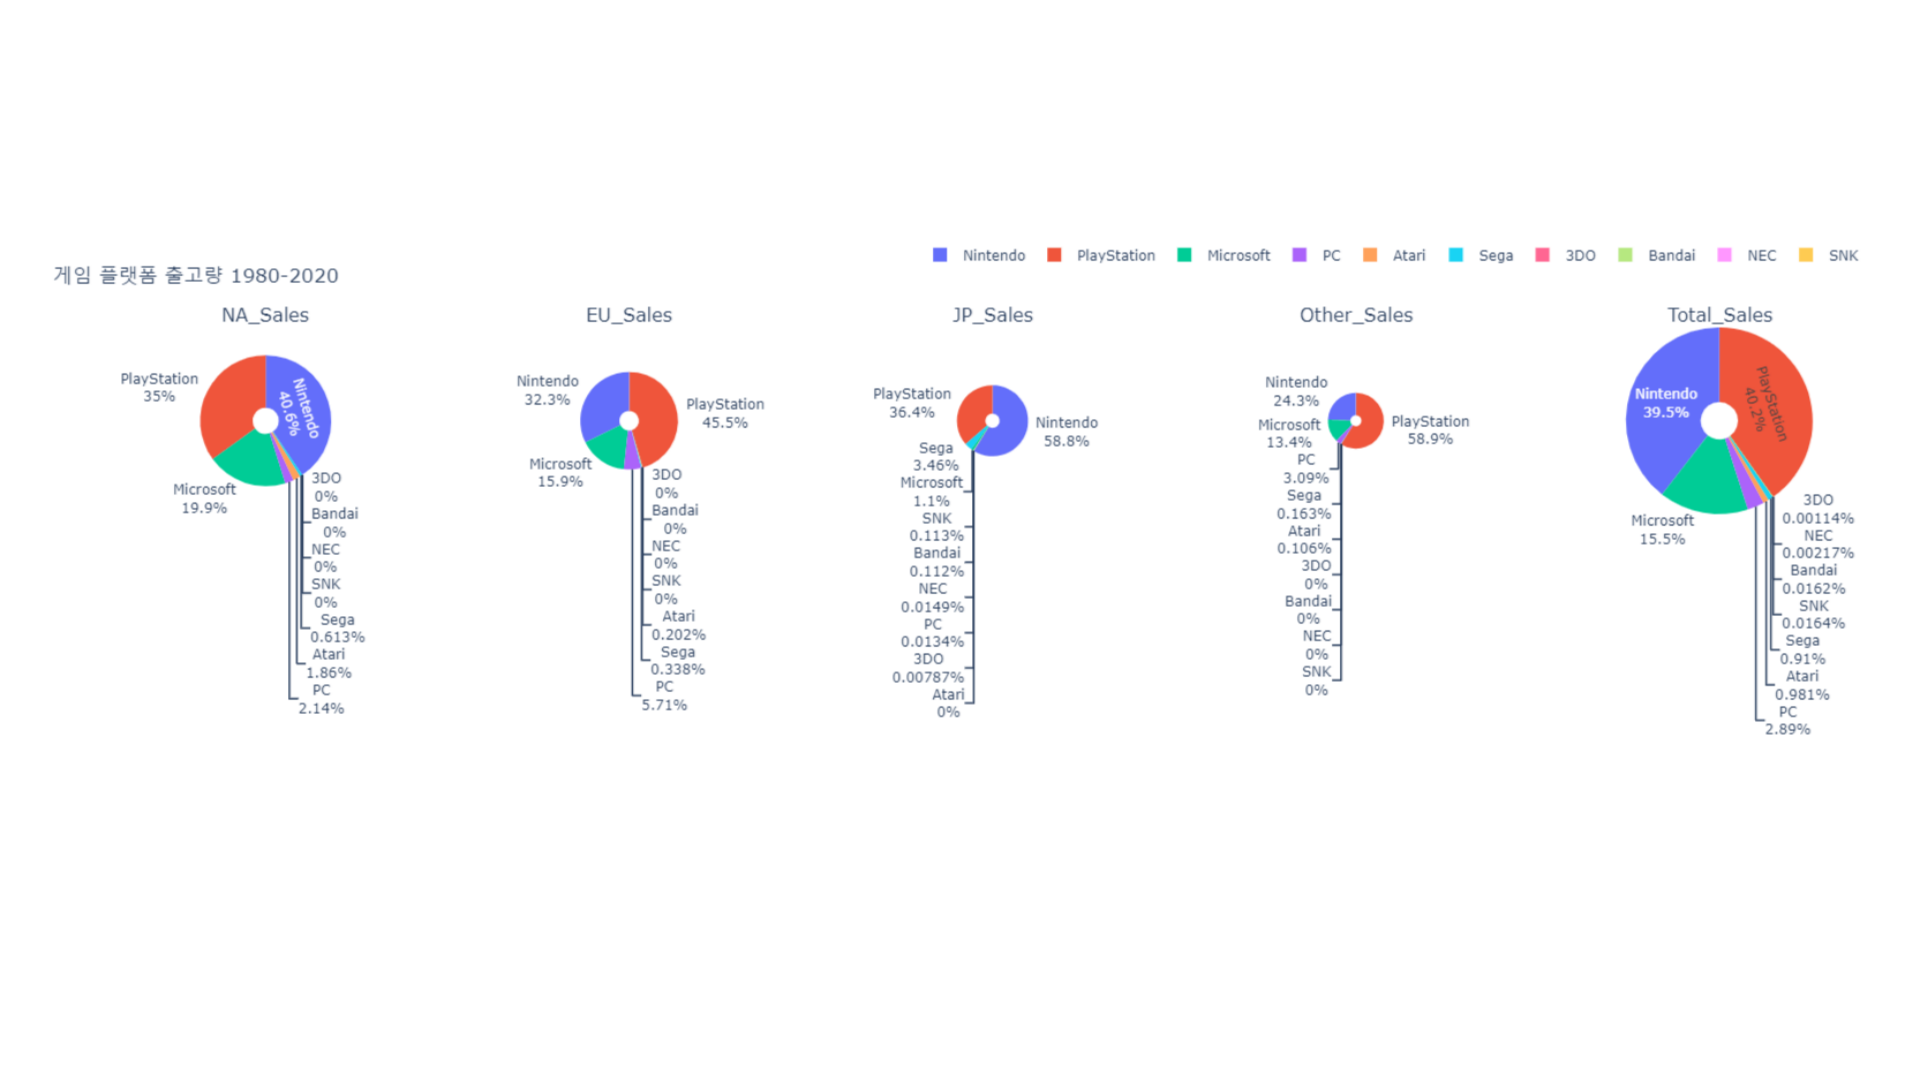 Nintendo PlayStation Microsoft PC Atari Sega 3DO Bandai NEC SNK
게임 플랫폼 출고량 1980-2020
NA_Sales
PlayStation
35%
Nintendo
40.6%
Microsoft
19.9%
3DO
0%
Bandai
0%
NEC
0%
SNK
0%
Sega
0.613%
Atari
1.86%
PC
2.14%
EU_Sales
Nintendo
32.3%
PlayStation
45.5%
Microsoft
15.9%
3DO
0%
Bandai
0%
NEC
0%
SNK
0%
Atari
0.202%
Sega
0.338%
PC
5.71%
JP_Sales
PlayStation
36.4%
Nintendo
58.8%
Sega
3.46%
Microsoft
1.1%
SNK
0.113%
Bandai
0.112%
NEC
0.0149%
PC
0.0134%
3DO
0.00787%
Atari
0%
Other_Sales
Nintendo
24.3%
PlayStation
58.9%
Microsoft
13.4%
PC
3.09%
Sega
0.163%
Atari
0.106%
3DO
0%
Bandai
0%
NEC
0%
SNK
0%
Total_Sales
Nintendo
39.5%
PlayStation
40.2%
Microsoft
15.5%
3DO
0.00114%
NEC
0.00217%
Bandai
0.0162%
SNK
0.0164%
Sega
0.91%
Atari
0.981%
PC
2.89%